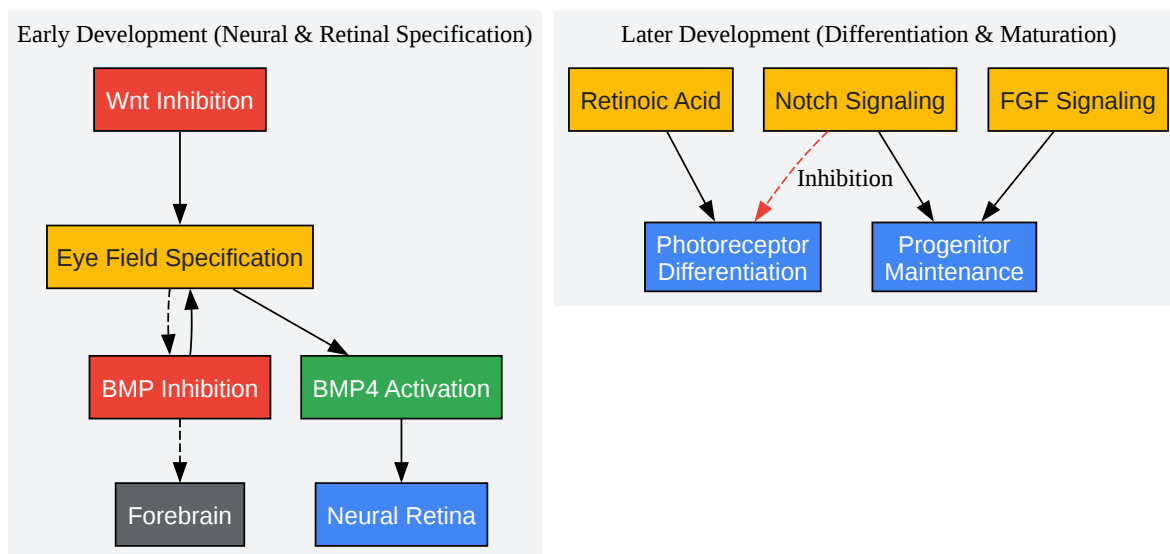 Early Development (Neural & Retinal Specification)
Wnt Inhibition
Eye Field Specification
BMP Inhibition
BMP4 Activation
Forebrain
Neural Retina
Later Development (Differentiation & Maturation)
Retinoic Acid
Notch Signaling
FGF Signaling
Inhibition
Photoreceptor
Differentiation
Progenitor
Maintenance